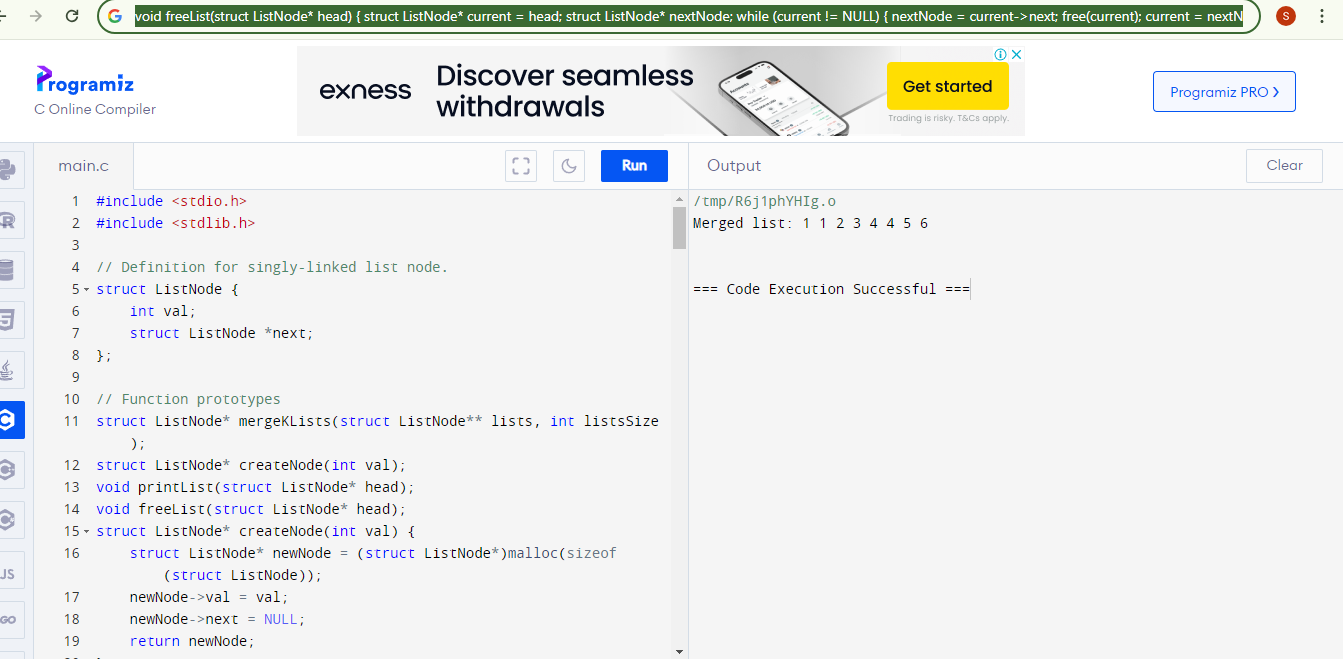 void freeList(struct ListNode* head) { struct ListNode* current = head; struct ListNode* nextNode; while (current != NULL) { nextNode = current->next; free(current); current = nextN
S
Programiz
C Online Compiler
exness
Discover seamless
withdrawals
Get started
Trading is risky. T&Cs apply.
Programiz PRO
main.c
Run
Output
Clear
1 #include <stdio.h>
2 #include <stdlib.h>
3
4 // Definition for singly-linked list node.
5 struct ListNode {
6 int val;
7 struct ListNode *next;
8 };
9
10 // Function prototypes
11 struct ListNode* mergeKLists(struct ListNode** lists, int listsSize
);
12 struct ListNode* createNode(int val);
13 void printList(struct ListNode* head);
14 void freeList(struct ListNode* head);
15 struct ListNode* createNode(int val) {
16 struct ListNode* newNode = (struct ListNode*)malloc(sizeof
(struct ListNode));
17 newNode->val = val;
18 newNode->next = NULL;
19 return newNode;
/tmp/R6j1phYHIg.o
Merged list: 1 1 2 3 4 4 5 6
=== Code Execution Successful ===
R
5
C
JS
GO